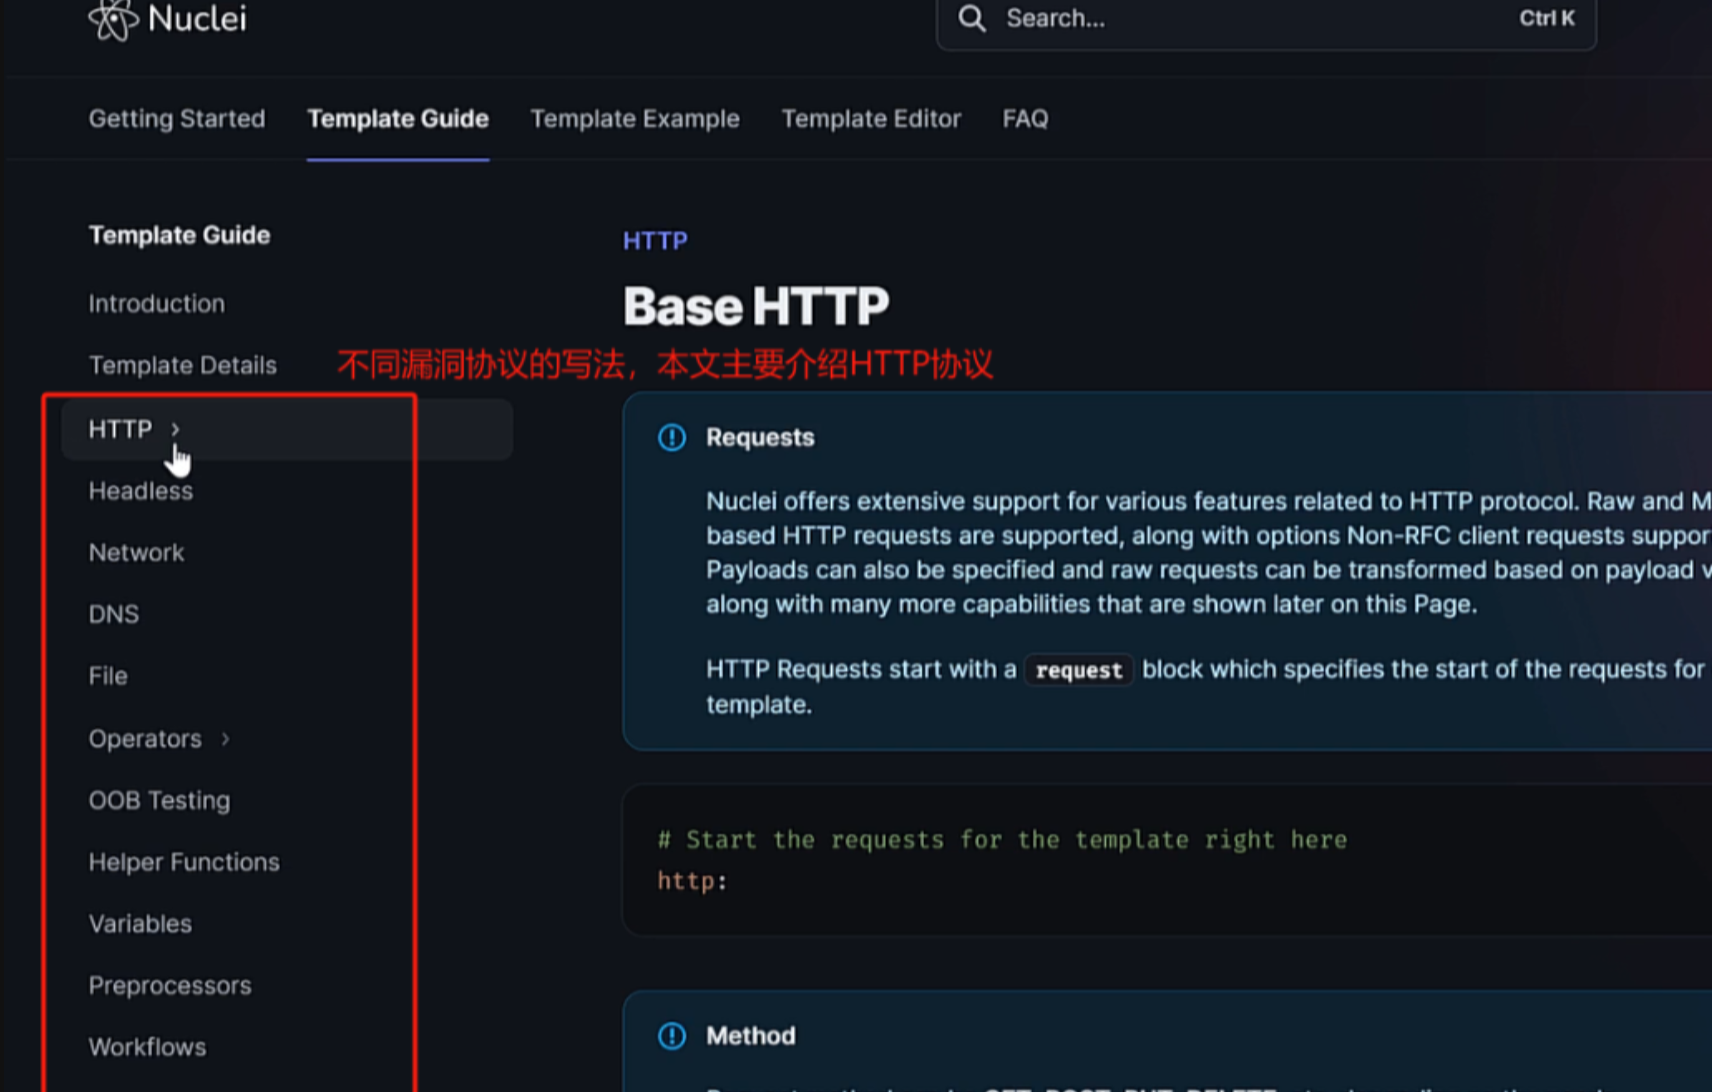 Nuclei
Search...
Ctrl K
Getting Started
Template Guide
Template Example
Template Editor
FAQ
Template Guide
Introduction
Template Details
HTTP
Headless
Network
DNS
File
Operators
OOB Testing
Helper Functions
Variables
Preprocessors
Workflows
HTTP
Base HTTP
不同漏洞协议的写法，本文主要介绍HTTP协议
Requests
Nuclei offers extensive support for various features related to HTTP protocol. Raw and M
based HTTP requests are supported, along with options Non-RFC client requests suppor
Payloads can also be specified and raw requests can be transformed based on payload v
along with many more capabilities that are shown later on this Page.
HTTP Requests start with a request block which specifies the start of the requests for
template.
# Start the requests for the template right here
http:
Method